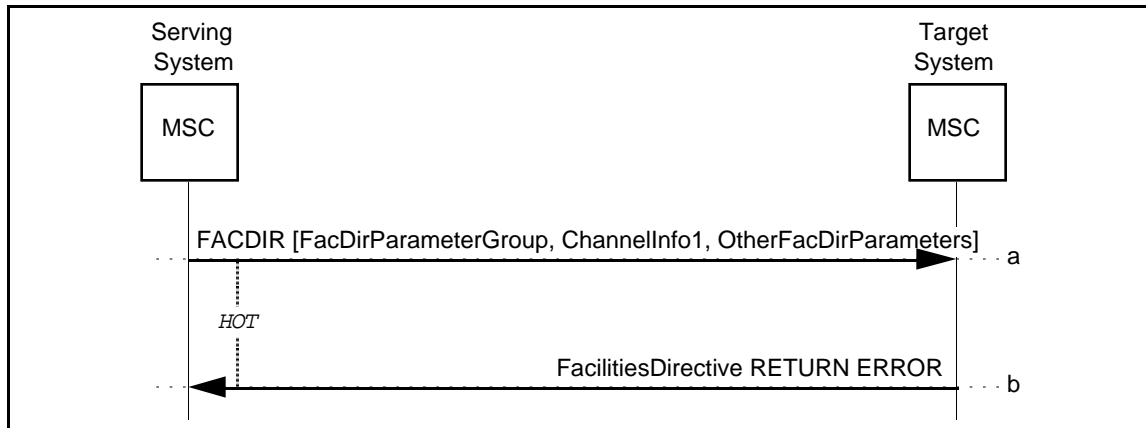 Serving
System
Target
System
MSC
MSC
FACDIR [FacDirParameterGroup, ChannelInfo1, OtherFacDirParameters]
a
HOT
FacilitiesDirective RETURN ERROR
b